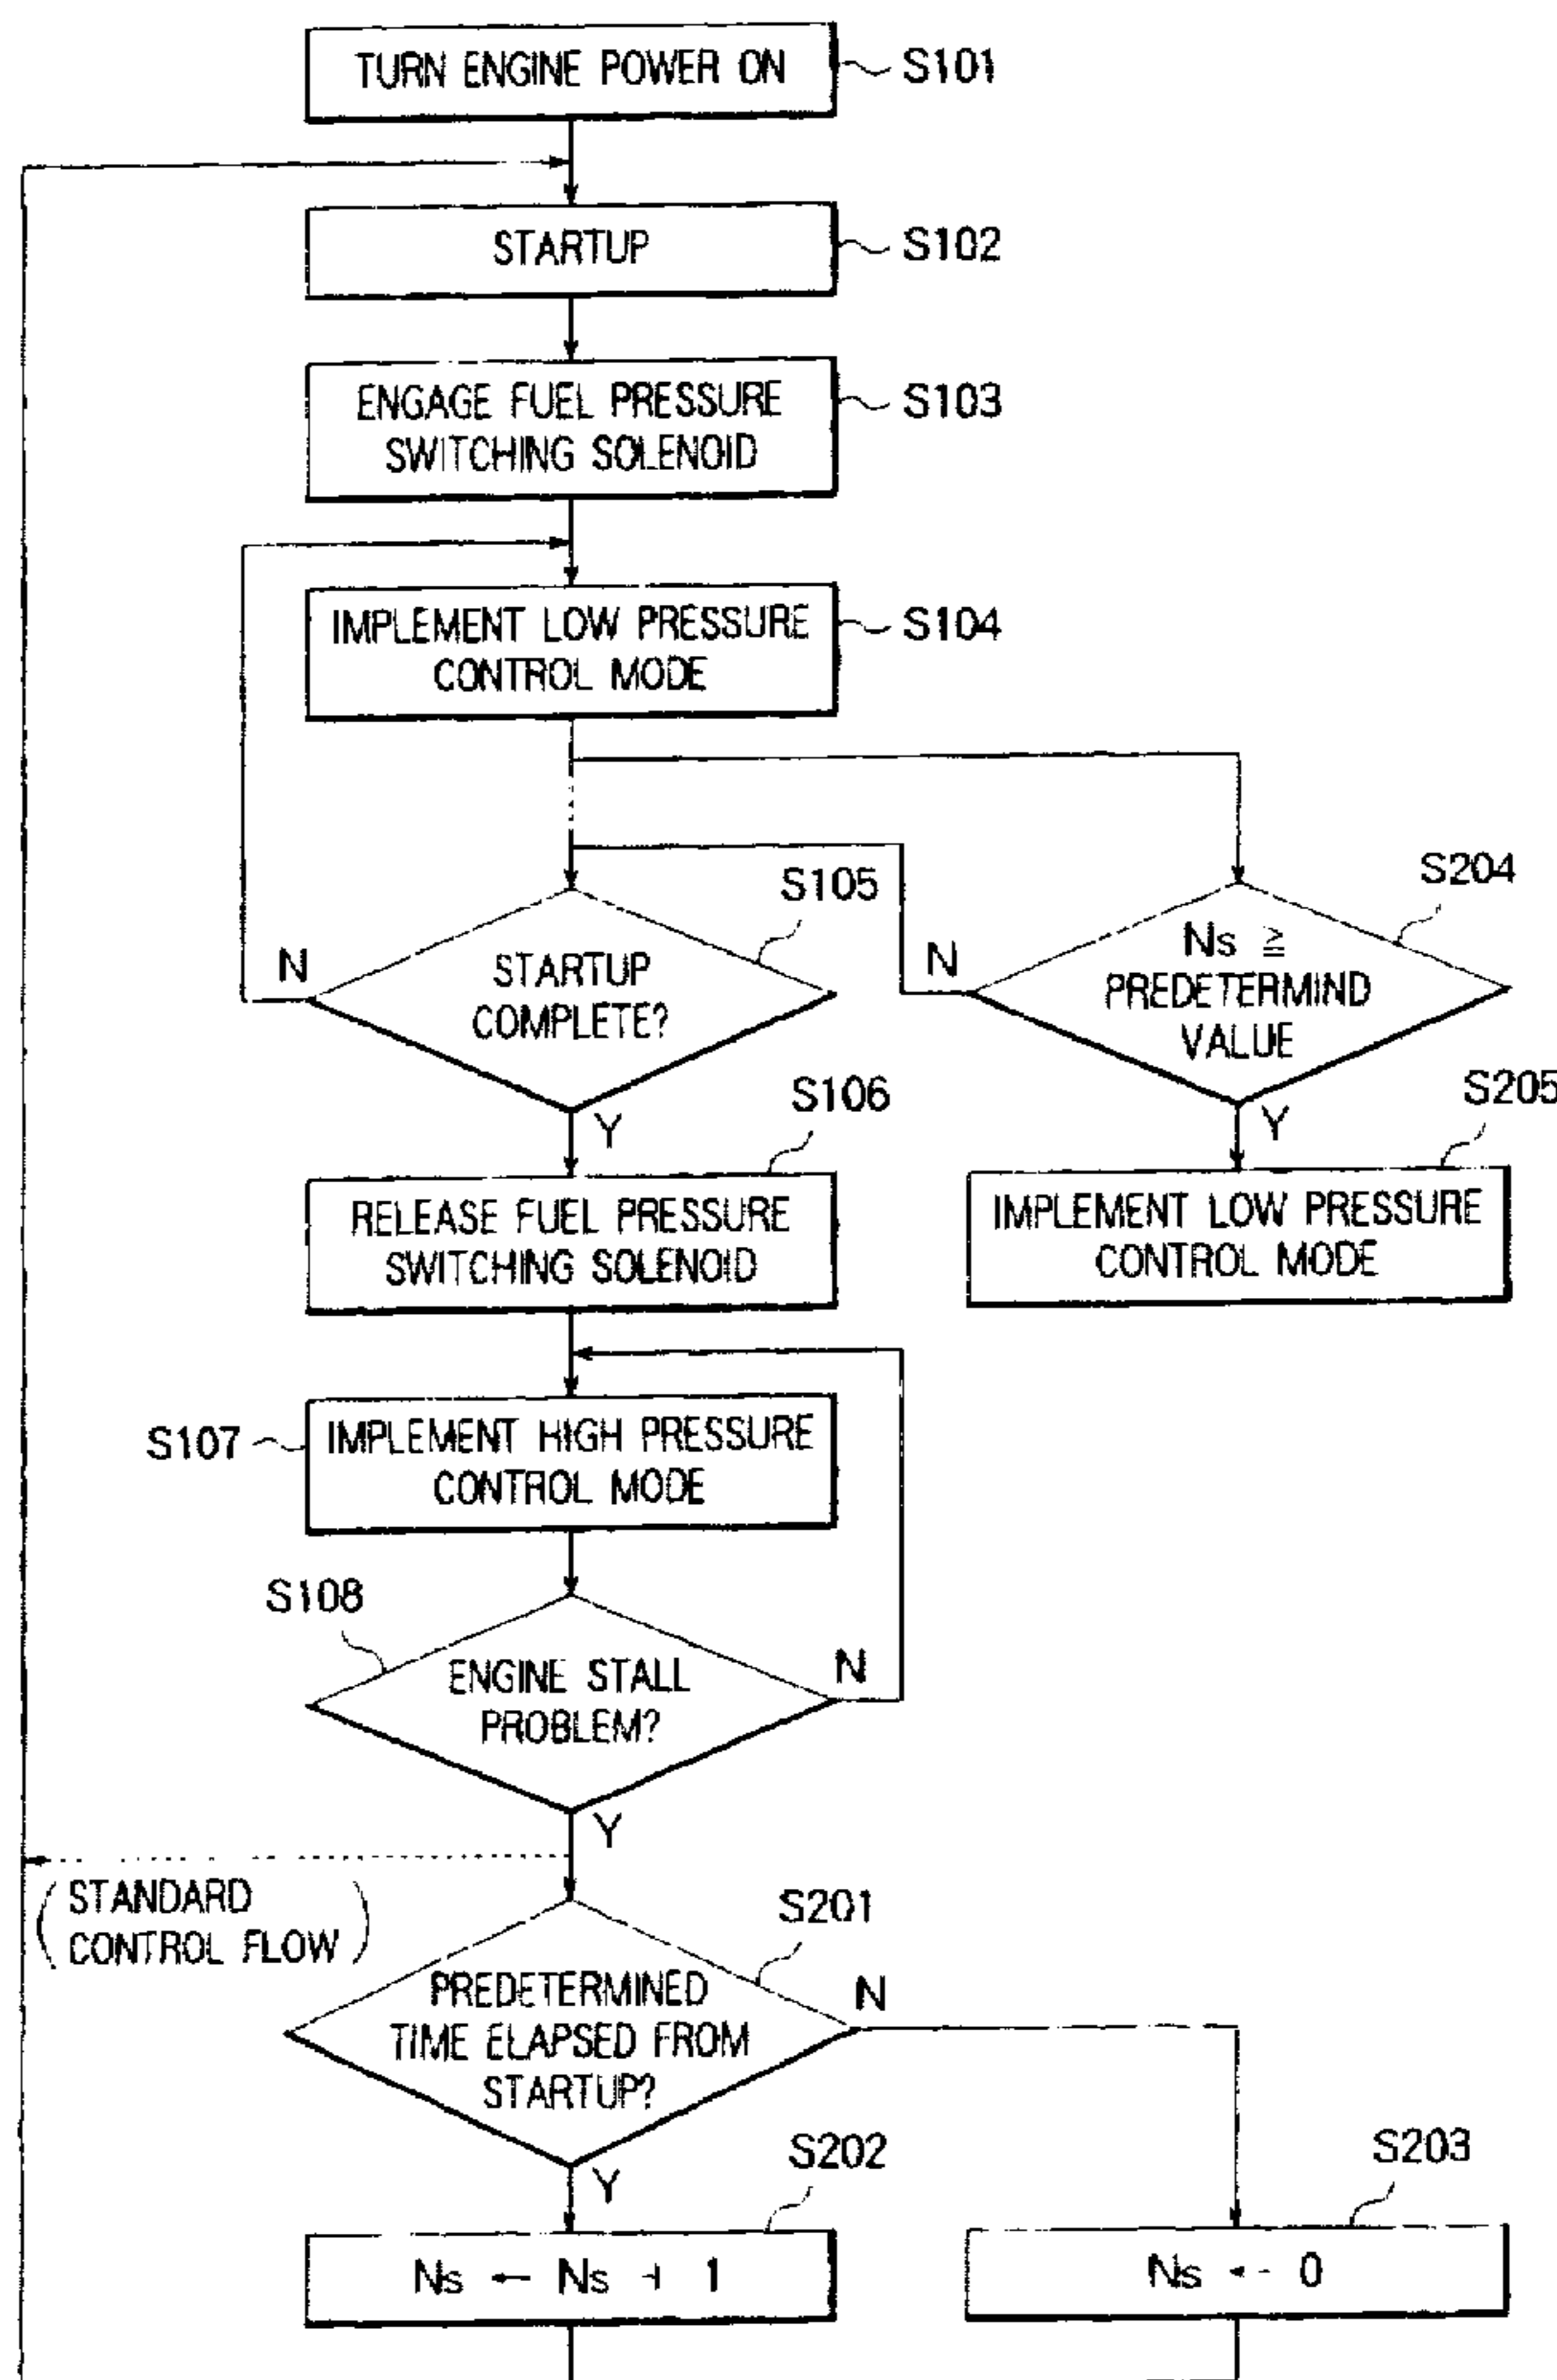 TURN ENGINE POWER ON
S101
STARTUP
S102
ENGAGE FUEL PRESSURE
SWITCHING SOLENOID
S103
IMPLEMENT LOW PRESSURE
CONTROL MODE
S104
S105
STARTUP
COMPLETE?
N
Y
S204
Ns ≧
PREDETERMIND
VALUE
N
Y
S106
RELEASE FUEL PRESSURE
SWITCHING SOLENOID
S205
IMPLEMENT LOW PRESSURE
CONTROL MODE
S107
IMPLEMENT HIGH PRESSURE
CONTROL MODE
S108
ENGINE STALL
PROBLEM?
N
Y
(STANDARD
CONTROL FLOW)
S201
PREDETERMINED
TIME ELAPSED FROM
STARTUP?
N
Y
S202
Ns ← Ns + 1
S203
Ns ← 0